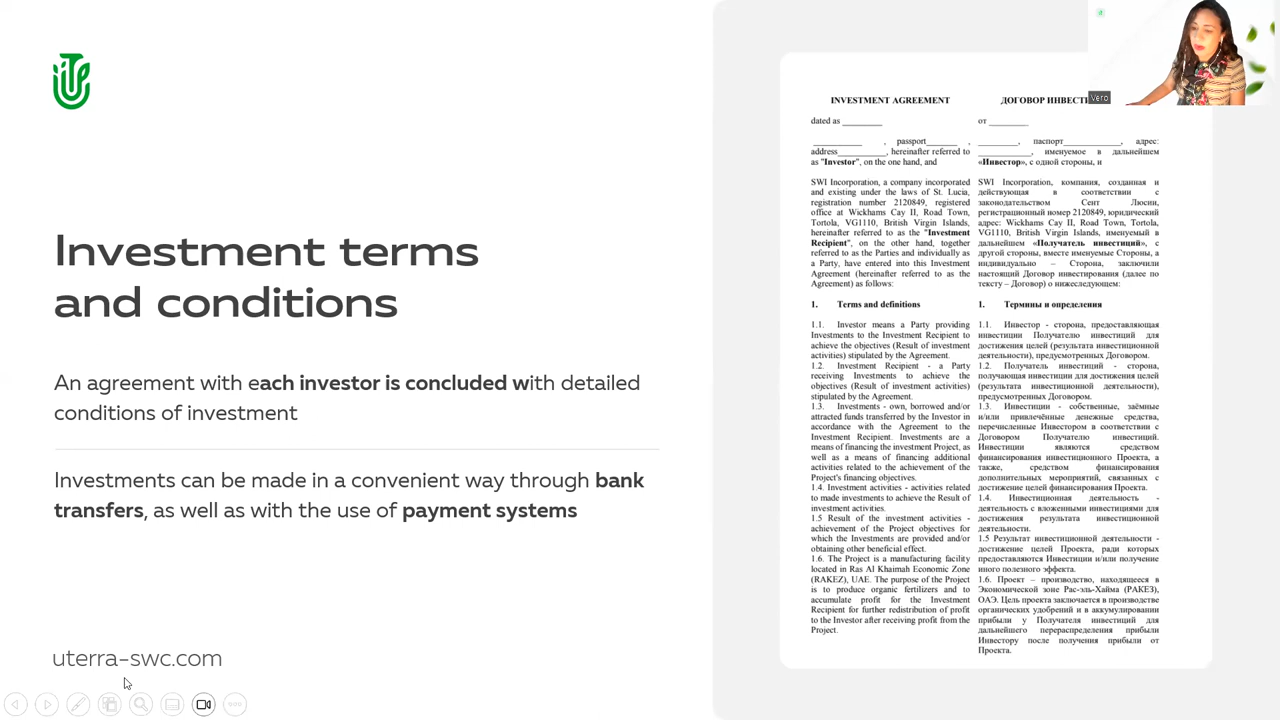 Investment terms
and conditions
An agreement with each investor is concluded with detailed
conditions of investment
Investments can be made in a convenient way through bank
transfers, as well as with the use of payment systems
uterra-swc.com
INVESTMENT AGREEMENT
dated as ________
__________ , passport______ ,
address__________, hereinafter referred to
as "Investor", on the one hand, and
SWI Incorporation, a company incorporated
and existing under the laws of St. Lucia,
registration number 2120849, registered
office at Wickhams Cay II, Road Town,
Tortola, VG1110, British Virgin Islands,
hereinafter referred to as the "Investment
Recipient", on the other hand, together
referred to as the Parties and individually as
a Party, have entered into this Investment
Agreement (hereinafter referred to as the
Agreement) as follows:
1. Terms and definitions
1.1. Investor means a Party providing
Investments to the Investment Recipient to
achieve the objectives (Result of investment
activities) stipulated by the Agreement.
1.2. Investment Recipient - a Party
receiving Investments to achieve the
objectives (Result of investment activities)
stipulated by the Agreement.
1.3. Investments - own, borrowed and/or
attracted funds transferred by the Investor in
accordance with the Agreement to the
Investment Recipient. Investments are a
means of financing the investment Project, as
well as a means of financing additional
activities related to the achievement of the
Project's financing objectives.
1.4. Investment activities - activities related
to made investments to achieve the Result of
investment activities.
1.5 Result of the investment activities -
achievement of the Project objectives for
which the Investments are provided and/or
obtaining other beneficial effect.
1.6. The Project is a manufacturing facility
located in Ras Al Khaimah Economic Zone
(RAKEZ), UAE. The purpose of the Project
is to produce organic fertilizers and to
accumulate profit for the Investment
Recipient for further redistribution of profit
to the Investor after receiving profit from the
Project.
ДОГОВОР ИНВЕСТИ
от ________
________, паспорт____________, адрес:
___________, именуемое в дальнейшем
«Инвестор», с одной стороны, и
SWI Incorporation, компания, созданная и
действующая в соответствии с
законодательством Сент Люсии,
регистрационный номер 2120849, юридический
адрес: Wickhams Cay II, Road Town, Tortola,
VG1110, British Virgin Islands, именуемый в
дальнейшем «Получатель инвестиций», с
другой стороны, вместе именуемые Стороны, а
индивидуально – Сторона, заключили
настоящий Договор инвестирования (далее по
тексту – Договор) о нижеследующем:
1. Термины и определения
1.1. Инвестор - сторона, предоставляющая
инвестиции Получателю инвестиций для
достижения целей (результата инвестиционной
деятельности), предусмотренных Договором.
1.2. Получатель инвестиций - сторона,
получающая инвестиции для достижения целей
(результата инвестиционной деятельности),
предусмотренных Договором.
1.3. Инвестиции - собственные, заёмные
и/или привлечённые денежные средства,
перечисленные Инвестором в соответствии с
Договором Получателю инвестиций.
Инвестиции являются средством
финансирования инвестиционного Проекта, а
также, средством финансирования
дополнительных мероприятий, связанных с
достижение целей финансирования Проекта.
1.4. Инвестиционная деятельность -
деятельность с вложенными инвестициями для
достижения результата инвестиционной
деятельности.
1.5 Результат инвестиционной деятельности -
достижение целей Проекта, ради которых
предоставляются Инвестиции и/или получение
иного полезного эффекта.
1.6. Проект – производство, находящееся в
Экономической зоне Рас-эль-Хайма (РАКЕЗ),
ОАЭ. Цель проекта заключается в производстве
органических удобрений и в аккумулировании
прибыли у Получателя инвестиций для
дальнейшего перераспределения прибыли
Инвестору после получения прибыли от
Проекта.
Vero